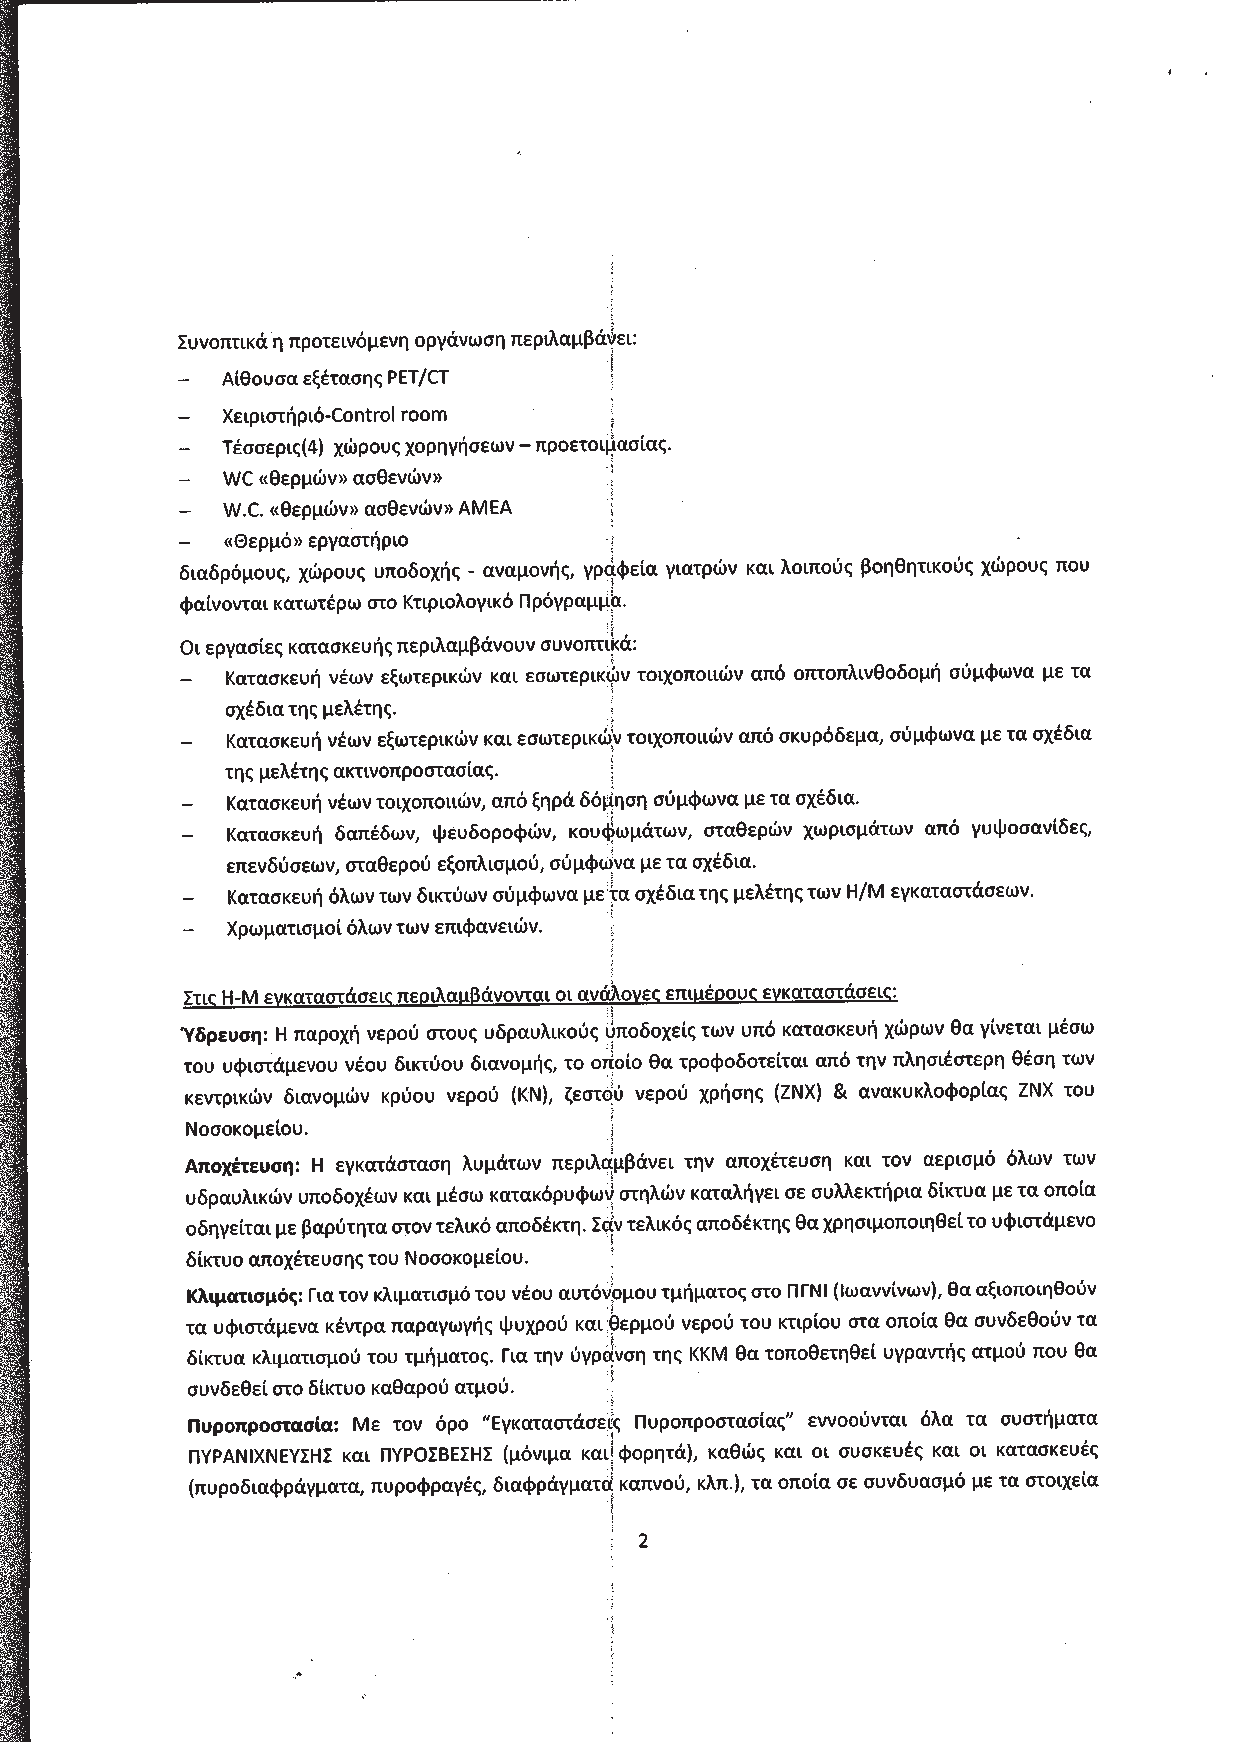 Συνοπτικά η προτεινόμενη οργάνωση περιλαμβάνει:
– Αίθουσα εξέτασης PET/CT
– Χειριστήριό-Control room
– Τέσσερις(4) χώρους χορηγήσεων – προετοιμασίας.
– WC «θερμών» ασθενών»
– W.C. «θερμών» ασθενών» ΑΜΕΑ
– «Θερμό» εργαστήριο
διαδρόμους, χώρους υποδοχής - αναμονής, γραφεία γιατρών και λοιπούς βοηθητικούς χώρους που
φαίνονται κατωτέρω στο Κτιριολογικό Πρόγραμμα.
Οι εργασίες κατασκευής περιλαμβάνουν συνοπτικά:
– Κατασκευή νέων εξωτερικών και εσωτερικών τοιχοποιιών από οπτοπλινθοδομή σύμφωνα με τα
σχέδια της μελέτης.
– Κατασκευή νέων εξωτερικών και εσωτερικών τοιχοποιιών από σκυρόδεμα, σύμφωνα με τα σχέδια
της μελέτης ακτινοπροστασίας.
– Κατασκευή νέων τοιχοποιιών, από ξηρά δόμηση σύμφωνα με τα σχέδια.
– Κατασκευή δαπέδων, ψευδοροφών, κουφωμάτων, σταθερών χωρισμάτων από γυψοσανίδες,
επενδύσεων, σταθερού εξοπλισμού, σύμφωνα με τα σχέδια.
– Κατασκευή όλων των δικτύων σύμφωνα με τα σχέδια της μελέτης των Η/Μ εγκαταστάσεων.
– Χρωματισμοί όλων των επιφανειών.
Στις Η-Μ εγκαταστάσεις περιλαμβάνονται οι ανάλογες επιμέρους εγκαταστάσεις:
Ύδρευση: Η παροχή νερού στους υδραυλικούς υποδοχείς των υπό κατασκευή χώρων θα γίνεται μέσω
του υφιστάμενου νέου δικτύου διανομής, το οποίο θα τροφοδοτείται από την πλησιέστερη θέση των
κεντρικών διανομών κρύου νερού (ΚΝ), ζεστού νερού χρήσης (ΖΝΧ) & ανακυκλοφορίας ΖΝΧ του
Νοσοκομείου.
Αποχέτευση: Η εγκατάσταση λυμάτων περιλαμβάνει την αποχέτευση και τον αερισμό όλων των
υδραυλικών υποδοχέων και μέσω κατακόρυφων στηλών καταλήγει σε συλλεκτήρια δίκτυα με τα οποία
οδηγείται με βαρύτητα στον τελικό αποδέκτη. Σαν τελικός αποδέκτης θα χρησιμοποιηθεί το υφιστάμενο
δίκτυο αποχέτευσης του Νοσοκομείου.
Κλιματισμός: Για τον κλιματισμό του νέου αυτόνομου τμήματος στο ΠΓΝΙ (Ιωαννίνων), θα αξιοποιηθούν
τα υφιστάμενα κέντρα παραγωγής ψυχρού και θερμού νερού του κτιρίου στα οποία θα συνδεθούν τα
δίκτυα κλιματισμού του τμήματος. Για την ύγρανση της ΚΚΜ θα τοποθετηθεί υγραντής ατμού που θα
συνδεθεί στο δίκτυο καθαρού ατμού.
Πυροπροστασία: Με τον όρο "Εγκαταστάσεις Πυροπροστασίας" εννοούνται όλα τα συστήματα
ΠΥΡΑΝΙΧΝΕΥΣΗΣ και ΠΥΡΟΣΒΕΣΗΣ (μόνιμα και φορητά), καθώς και οι συσκευές και οι κατασκευές
(πυροδιαφράγματα, πυροφραγές, διαφράγματα καπνού, κλπ.), τα οποία σε συνδυασμό με τα στοιχεία
2